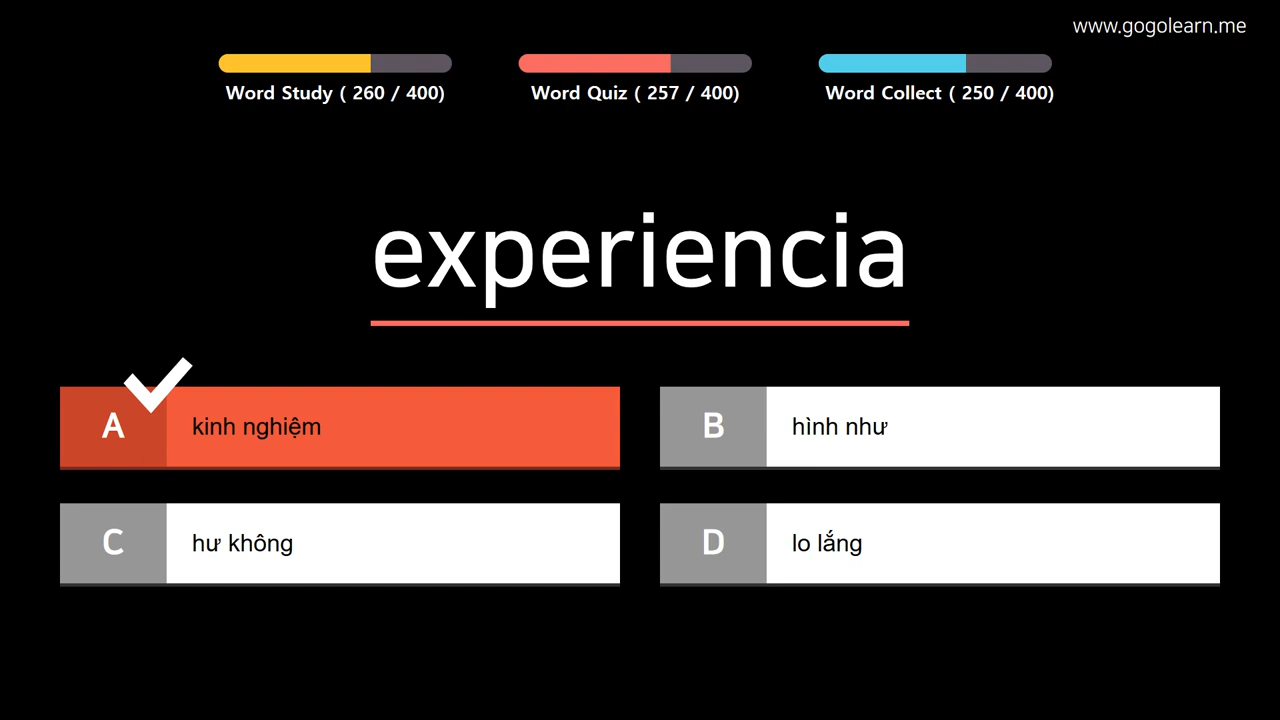 www.gogolearn.me
Word Study ( 260 / 400)
Word Quiz ( 257 / 400)
Word Collect ( 250 / 400)
experiencia
A kinh nghiệm
B hình như
C hư không
D lo lắng